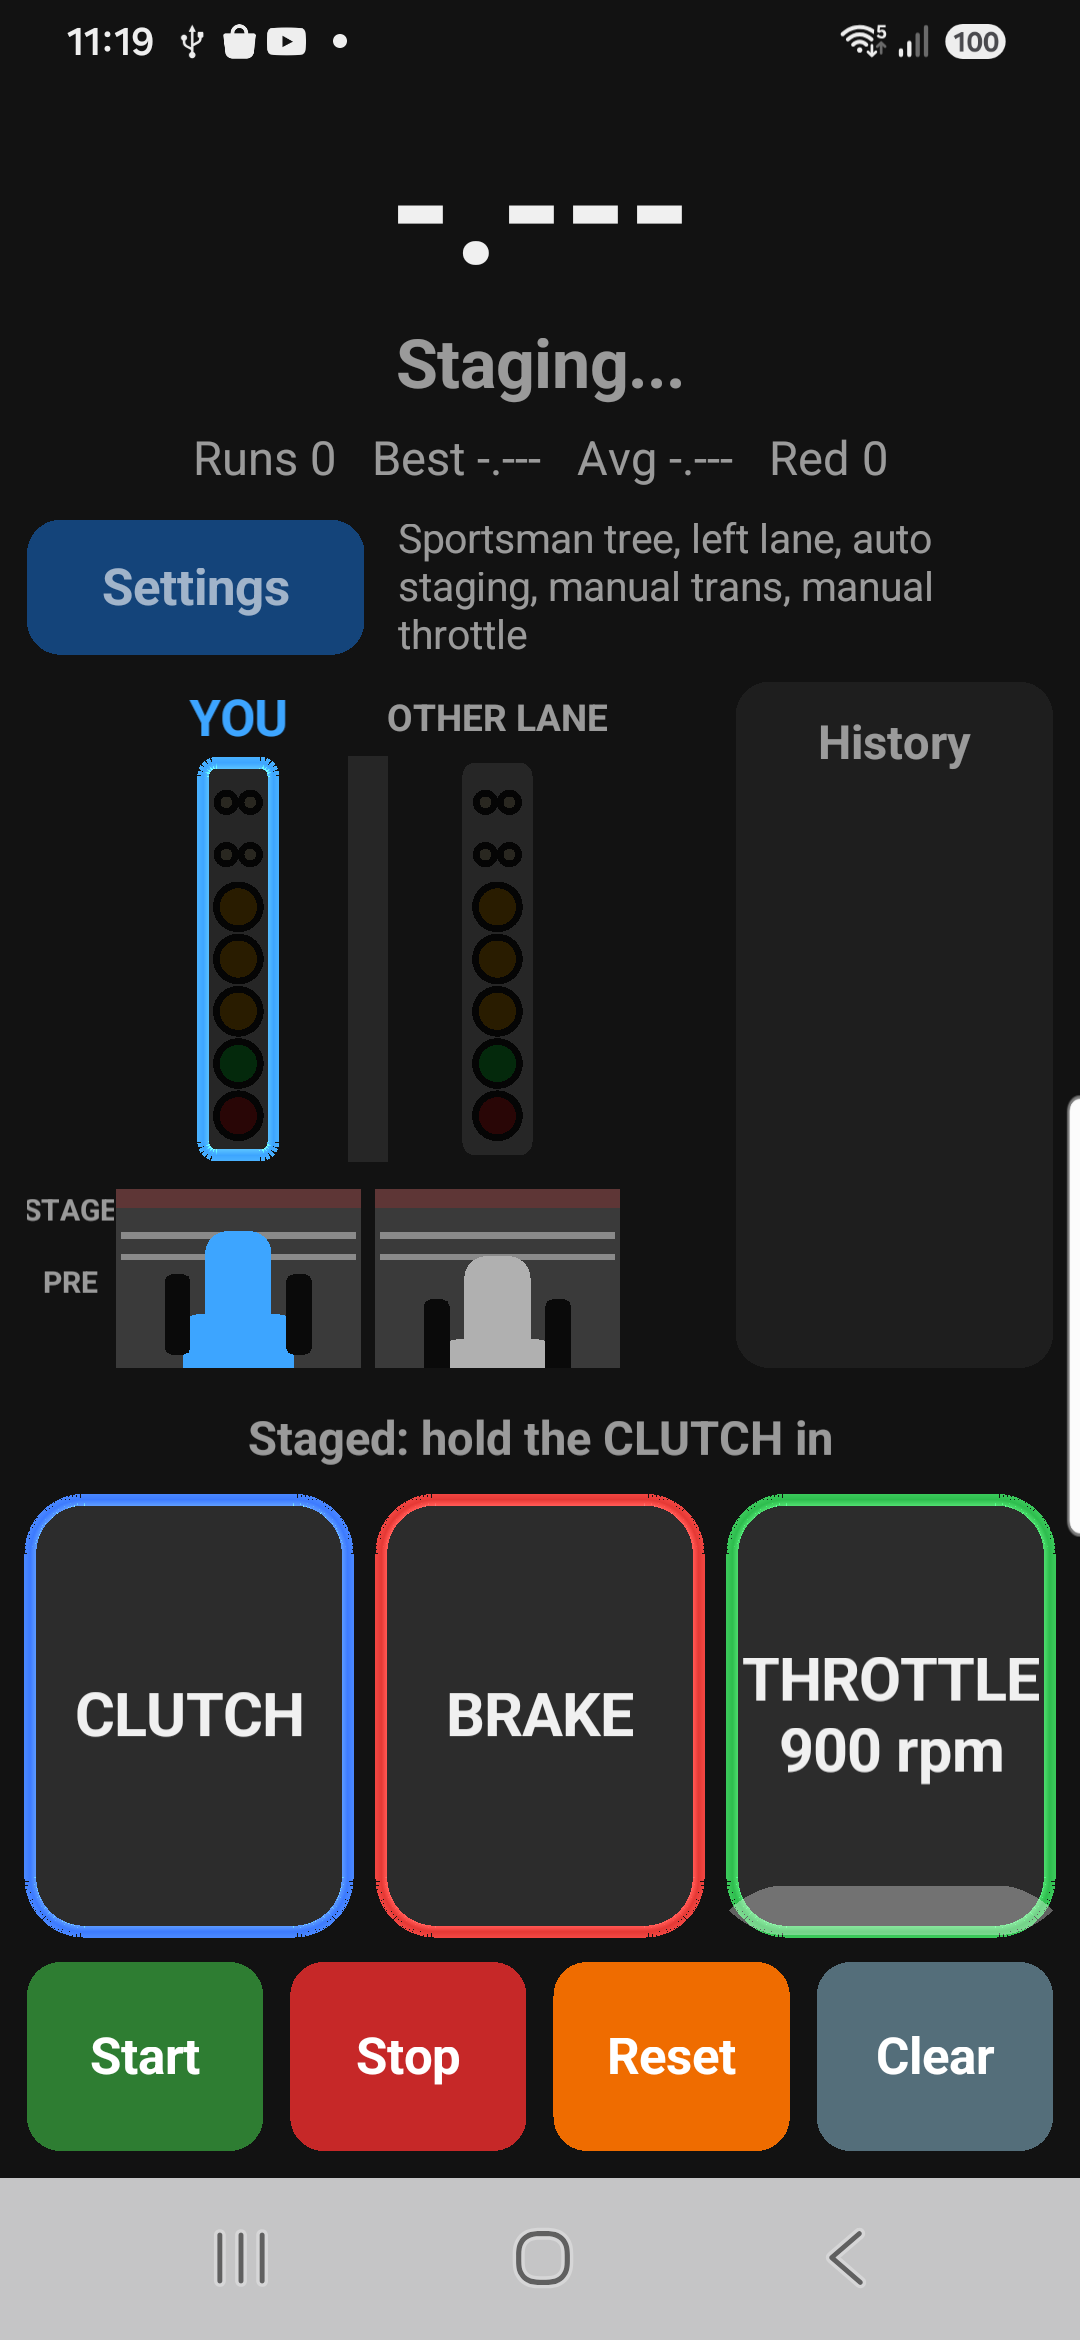 11:19
5
100
-.---
Staging...
Runs 0 Best -.--- Avg -.--- Red 0
Settings
Sportsman tree, left lane, auto
staging, manual trans, manual
throttle
YOU
OTHER LANE
History
STAGE
PRE
Staged: hold the CLUTCH in
CLUTCH
BRAKE
THROTTLE
900 rpm
Start
Stop
Reset
Clear